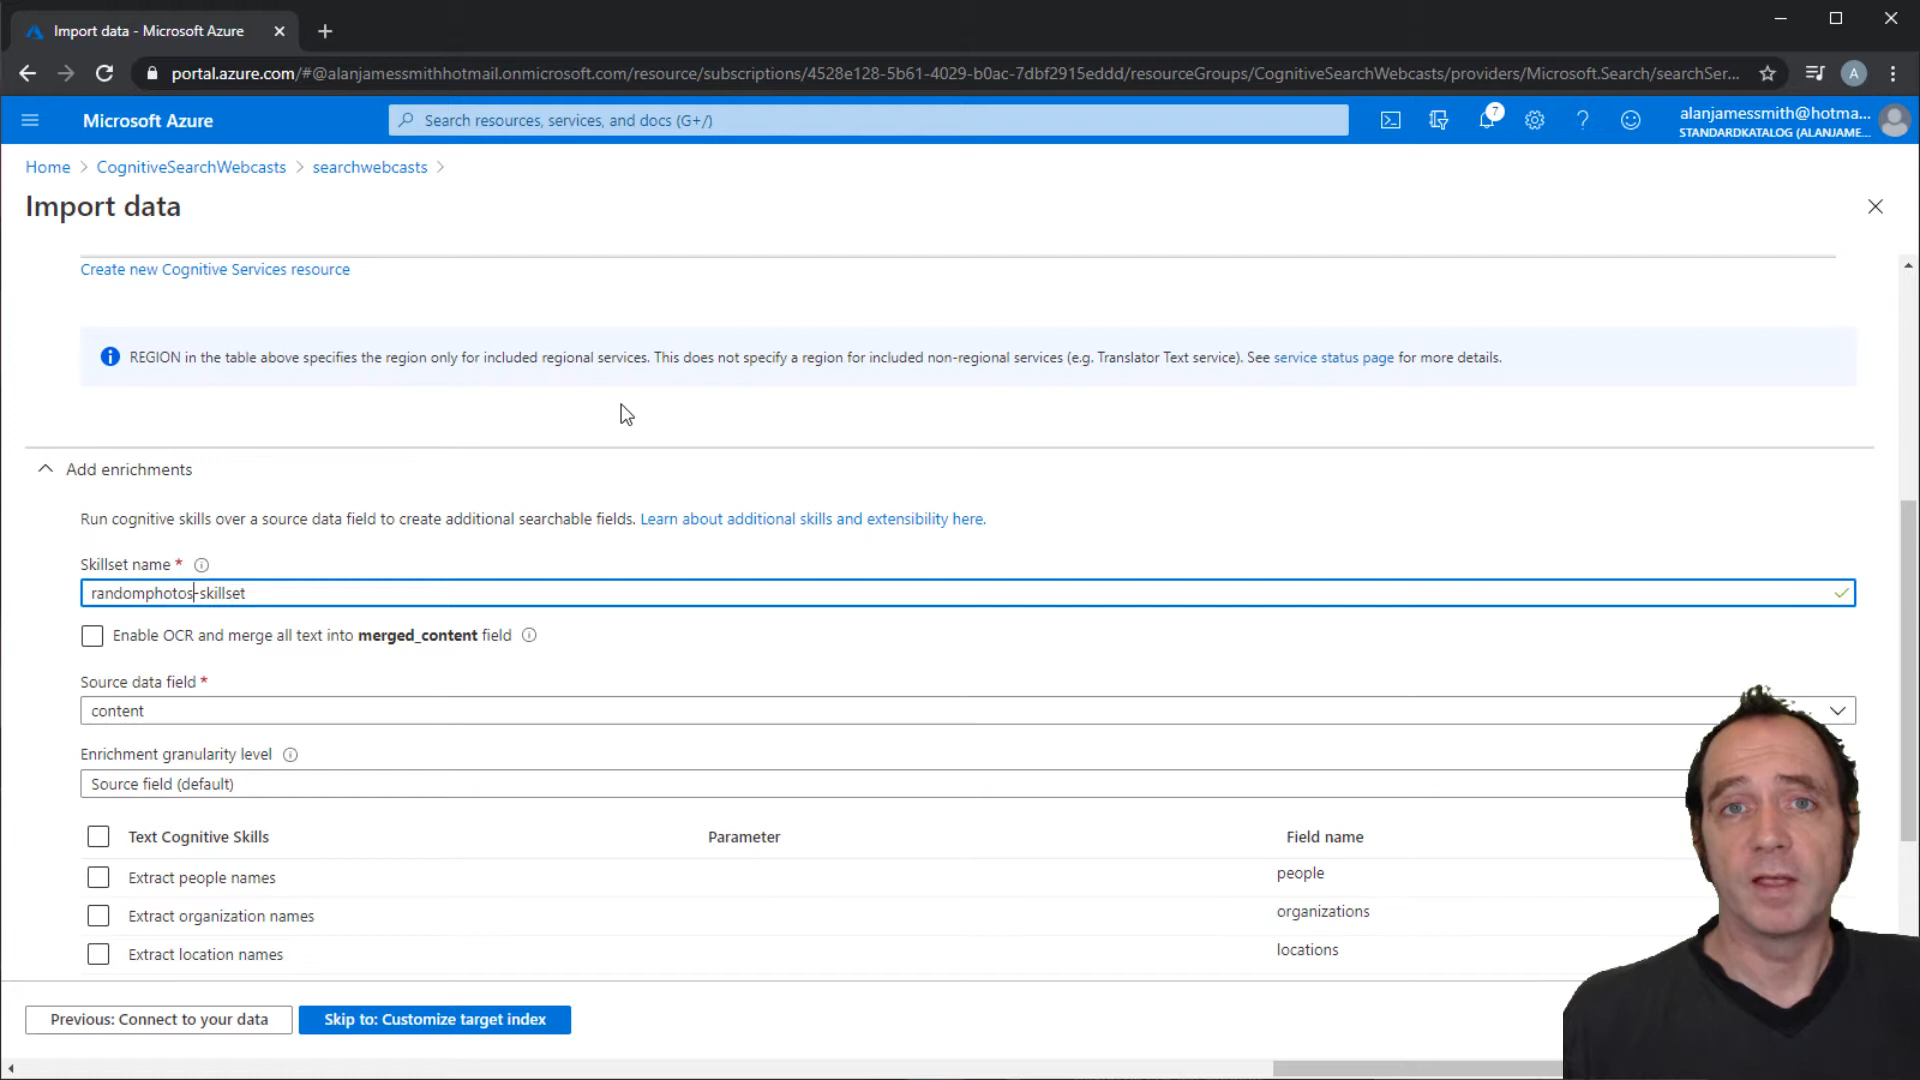 Import data - Microsoft Azure
portal.azure.com/#@alanjamessmithhotmail.onmicrosoft.com/resource/subscriptions/4528e128-5b61-4029-b0ac-7dbf2915eddd/resourceGroups/CognitiveSearchWebcasts/providers/Microsoft.Search/searchSer...
A
Microsoft Azure
Search resources, services, and docs (G+/)
7
alanjamessmith@hotma...
STANDARDKATALOG (ALANJAME...
Home > CognitiveSearchWebcasts > searchwebcasts >
Import data
Create new Cognitive Services resource
REGION in the table above specifies the region only for included regional services. This does not specify a region for included non-regional services (e.g. Translator Text service). See service status page for more details.
Add enrichments
Run cognitive skills over a source data field to create additional searchable fields. Learn about additional skills and extensibility here.
Skillset name *
randomphotos-skillset
Enable OCR and merge all text into merged_content field
Source data field *
content
Enrichment granularity level
Source field (default)
Text Cognitive Skills Parameter Field name
Extract people names people
Extract organization names organizations
Extract location names locations
Previous: Connect to your data Skip to: Customize target index